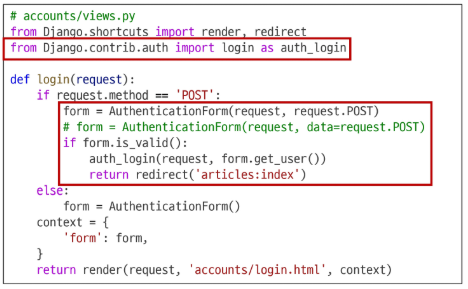 # accounts/views.py
from Django.shortcuts import render, redirect
from Django.contrib.auth import login as auth_login

def login(request):
    if request.method == 'POST':
        form = AuthenticationForm(request, request.POST)
        # form = AuthenticationForm(request, data=request.POST)
        if form.is_valid():
            auth_login(request, form.get_user())
            return redirect('articles:index')
    else:
        form = AuthenticationForm()
    context = {
        'form': form,
    }
    return render(request, 'accounts/login.html', context)